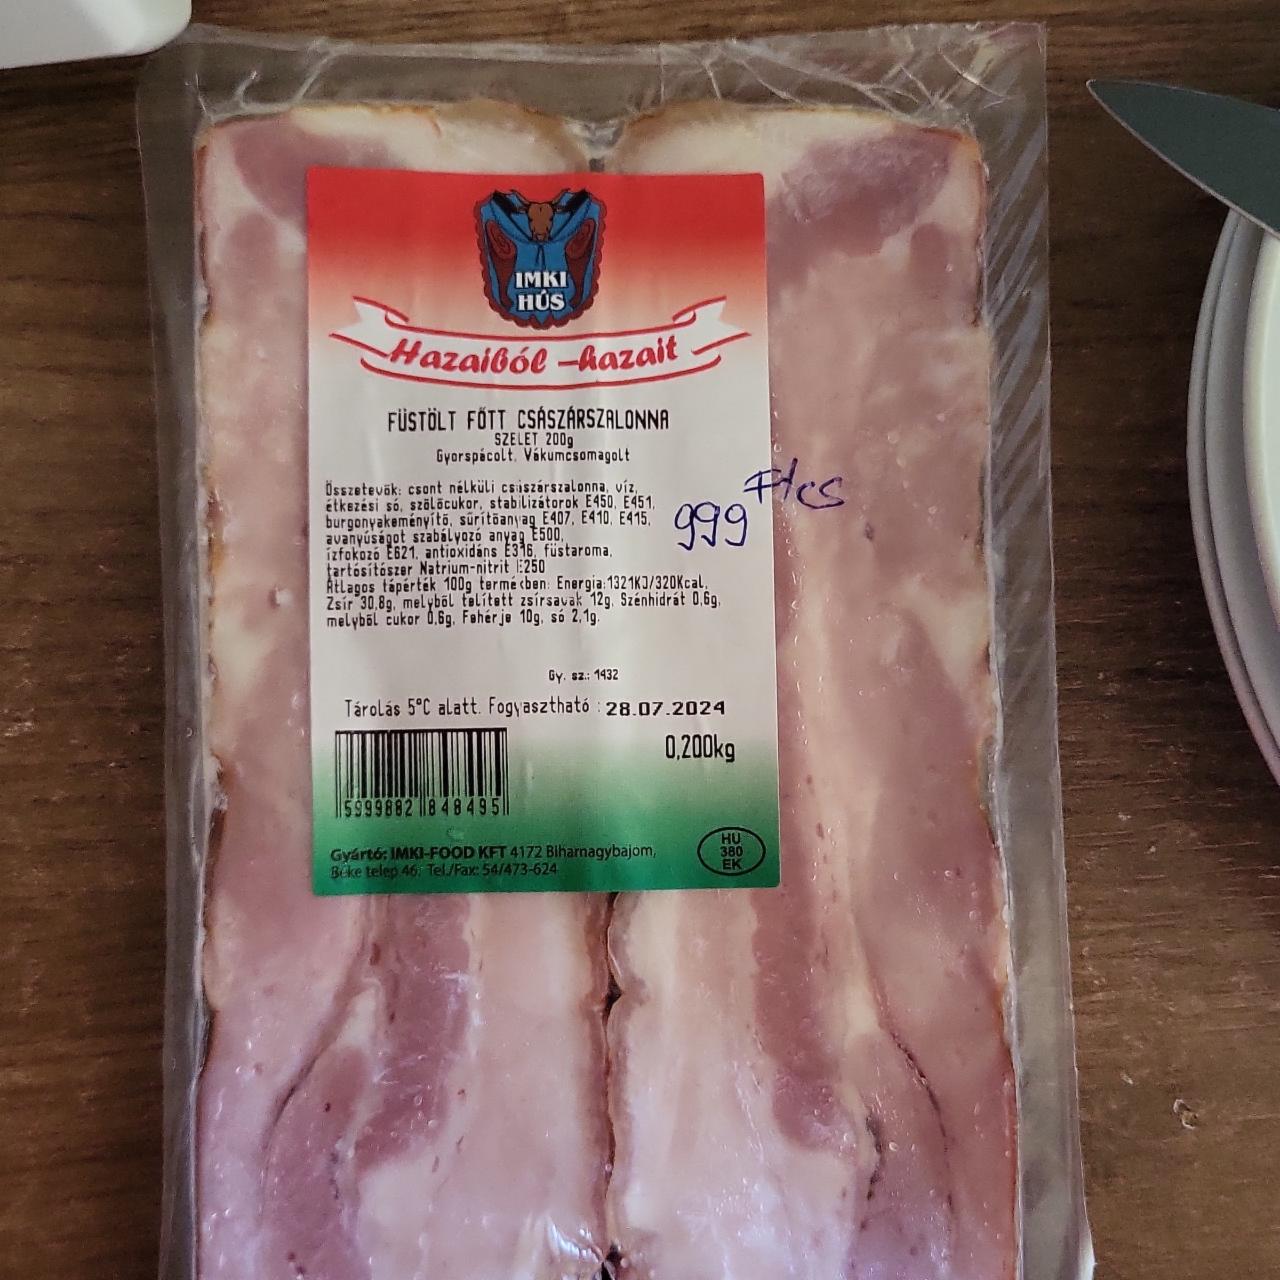 IMKI
HÚS
Hazaiból -hazait
FÜSTÖLT FŐTT CSÁSZÁRSZALONNA
SZELET 200g
Gyorspácolt, Vákumcsomagolt
Összetevők: csont nélküli császárszalonna, víz,
étkezési só, szőlőcukor, stabilizátorok E450, E451,
burgonyakeményítő, sűrítőanyag E407, E410, E415,
avanyúságot szabályozó anyag E500,
ízfokozó E621, antioxidáns E316, füstaroma,
tartósítószer Natrium-nitrit E250
Átlagos tápérték 100g termékben: Energia:1321KJ/320Kcal,
Zsír 30,8g, melyből telített zsírsavak 12g, Szénhidrát 0,6g,
melyből cukor 0,6g, Fehérje 10g, só 2,1g.
999 Ft/cs
Gy. sz.: 1432
Tárolás 5°C alatt. Fogyasztható : 28.07.2024
0,200kg
5999882 848495
Gyártó: IMKI-FOOD KFT 4172 Biharnagybajom,
Béke telep 46. Tel./Fax: 54/473-624
HU
380
EK